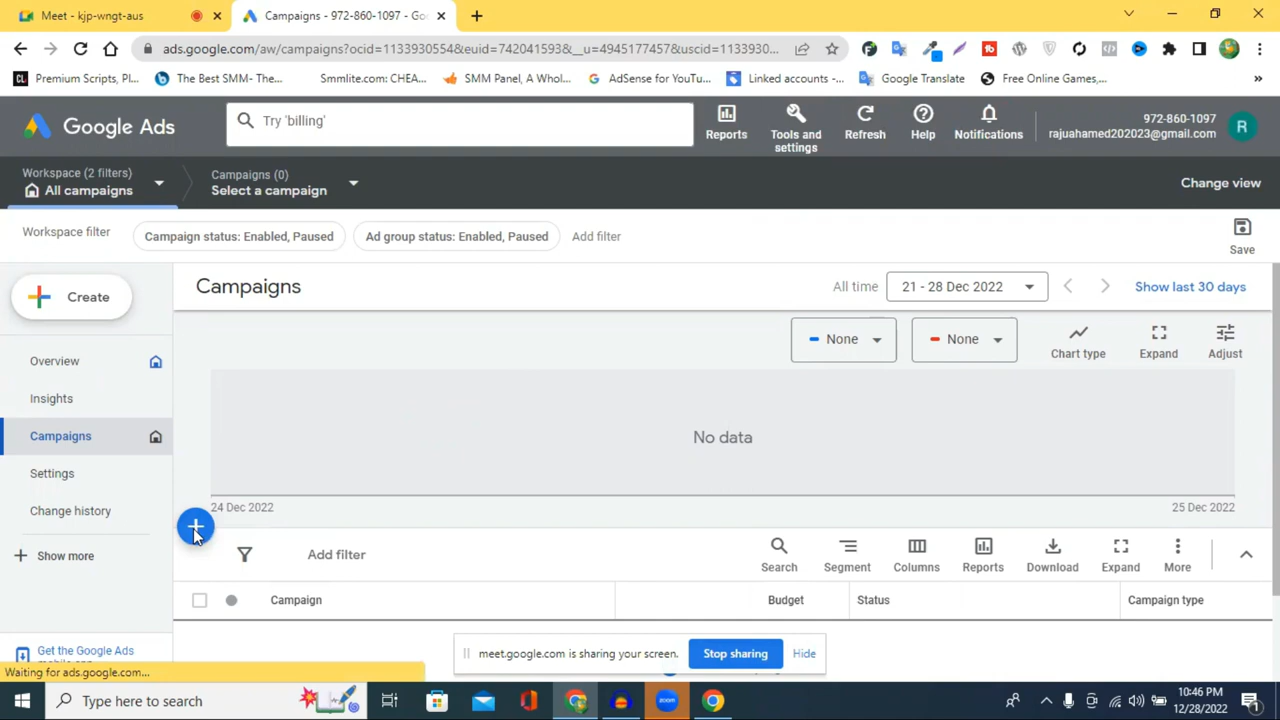 Meet - kjp-wngt-aus
Campaigns - 972-860-1097 - Goo
ads.google.com/aw/campaigns?ocid=1133930554&euid=742041593&__u=4945177457&uscid=1133930...
Premium Scripts, Pl...
The Best SMM- The...
Smmlite.com: CHEA...
SMM Panel, A Whol...
AdSense for YouTu...
Linked accounts -...
Google Translate
Free Online Games,...
Google Ads
Try 'billing'
Reports
Tools and settings
Refresh
Help
Notifications
972-860-1097
rajuahamed202023@gmail.com
R
Workspace (2 filters)
All campaigns
Campaigns (0)
Select a campaign
Change view
Workspace filter
Campaign status: Enabled, Paused
Ad group status: Enabled, Paused
Add filter
Save
Create
Campaigns
All time
21 - 28 Dec 2022
Show last 30 days
None
None
Chart type
Expand
Adjust
Overview
Insights
Campaigns
Settings
Change history
Show more
No data
24 Dec 2022
25 Dec 2022
Add filter
Search
Segment
Columns
Reports
Download
Expand
More
Campaign
Budget
Status
Campaign type
Get the Google Ads
meet.google.com is sharing your screen.
Stop sharing
Hide
Waiting for ads.google.com...
Type here to search
zoom
10:46 PM
12/28/2022
1